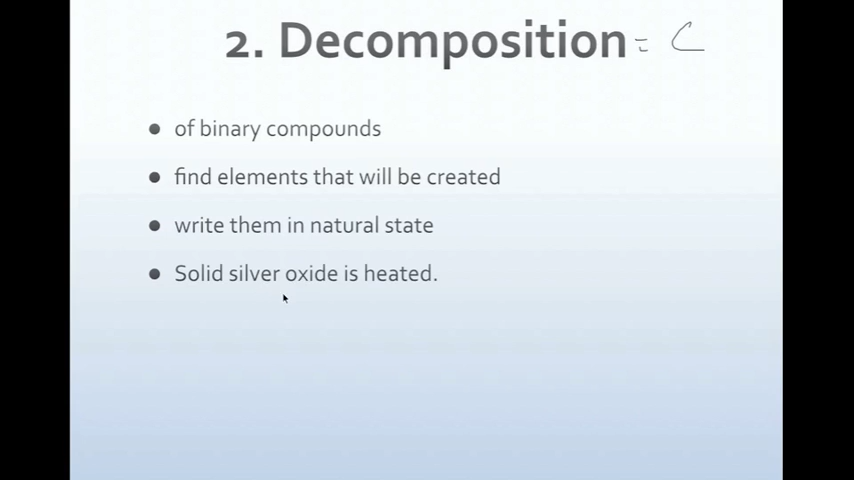 2. Decomposition = C
of binary compounds
find elements that will be created
write them in natural state
Solid silver oxide is heated.